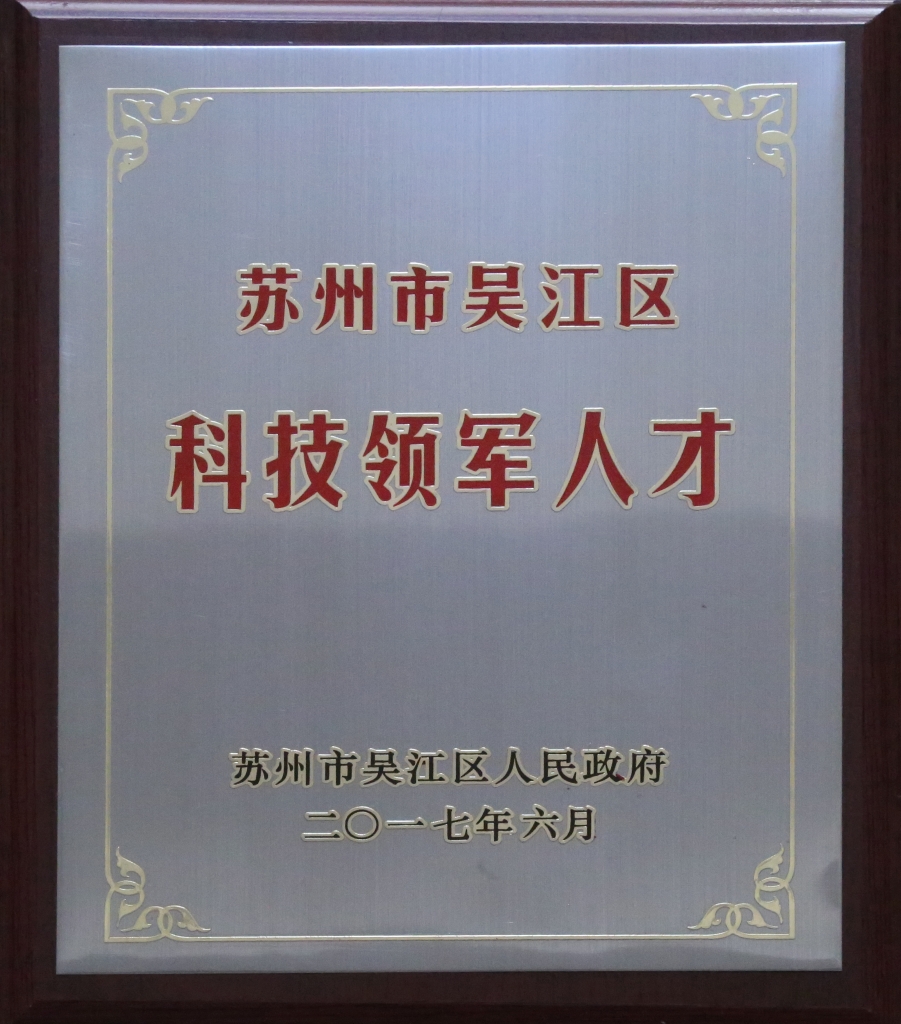 苏州市吴江区
科技领军人才
苏州市吴江区人民政府
二〇一七年六月